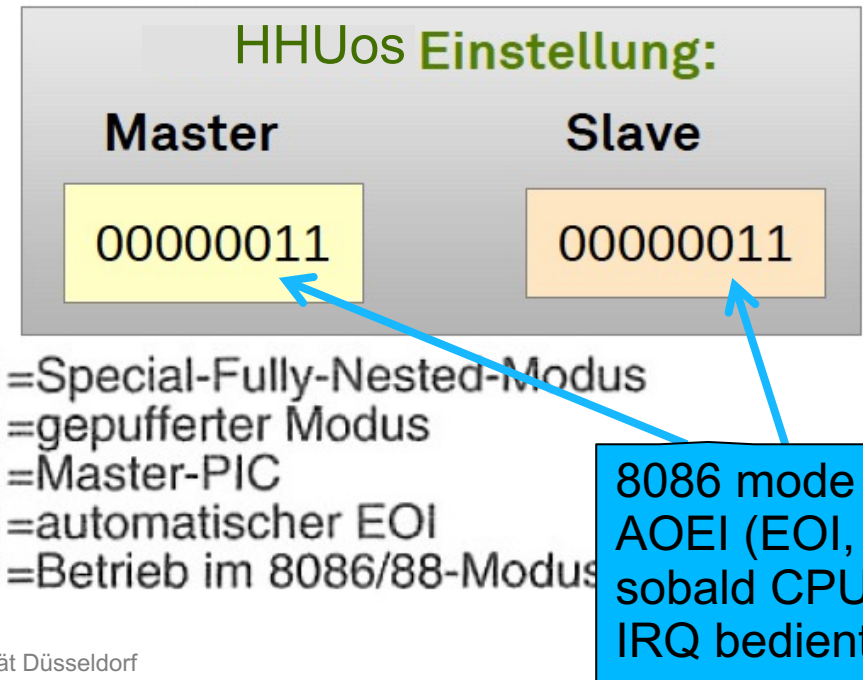 HHUos Einstellung:
Master Slave
00000011 00000011
=Special-Fully-Nested-Modus
=gepufferter Modus
=Master-PIC
=automatischer EOI
=Betrieb im 8086/88-Modus
8086 mode
AOEI (EOI,
sobald CPU
IRQ bedient
ät Düsseldorf